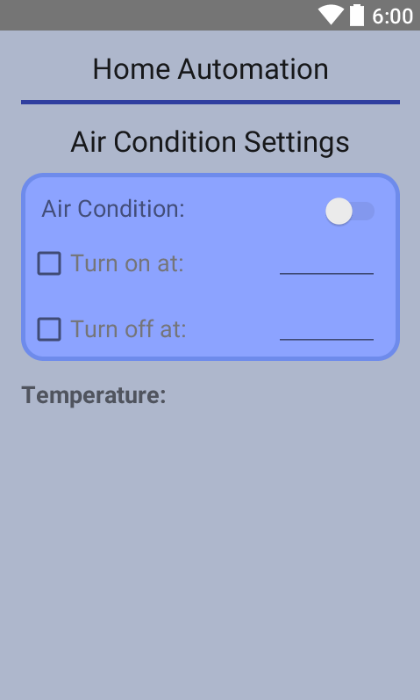 6:00
Home Automation
Air Condition Settings
Air Condition:
Turn on at:
Turn off at:
Temperature: